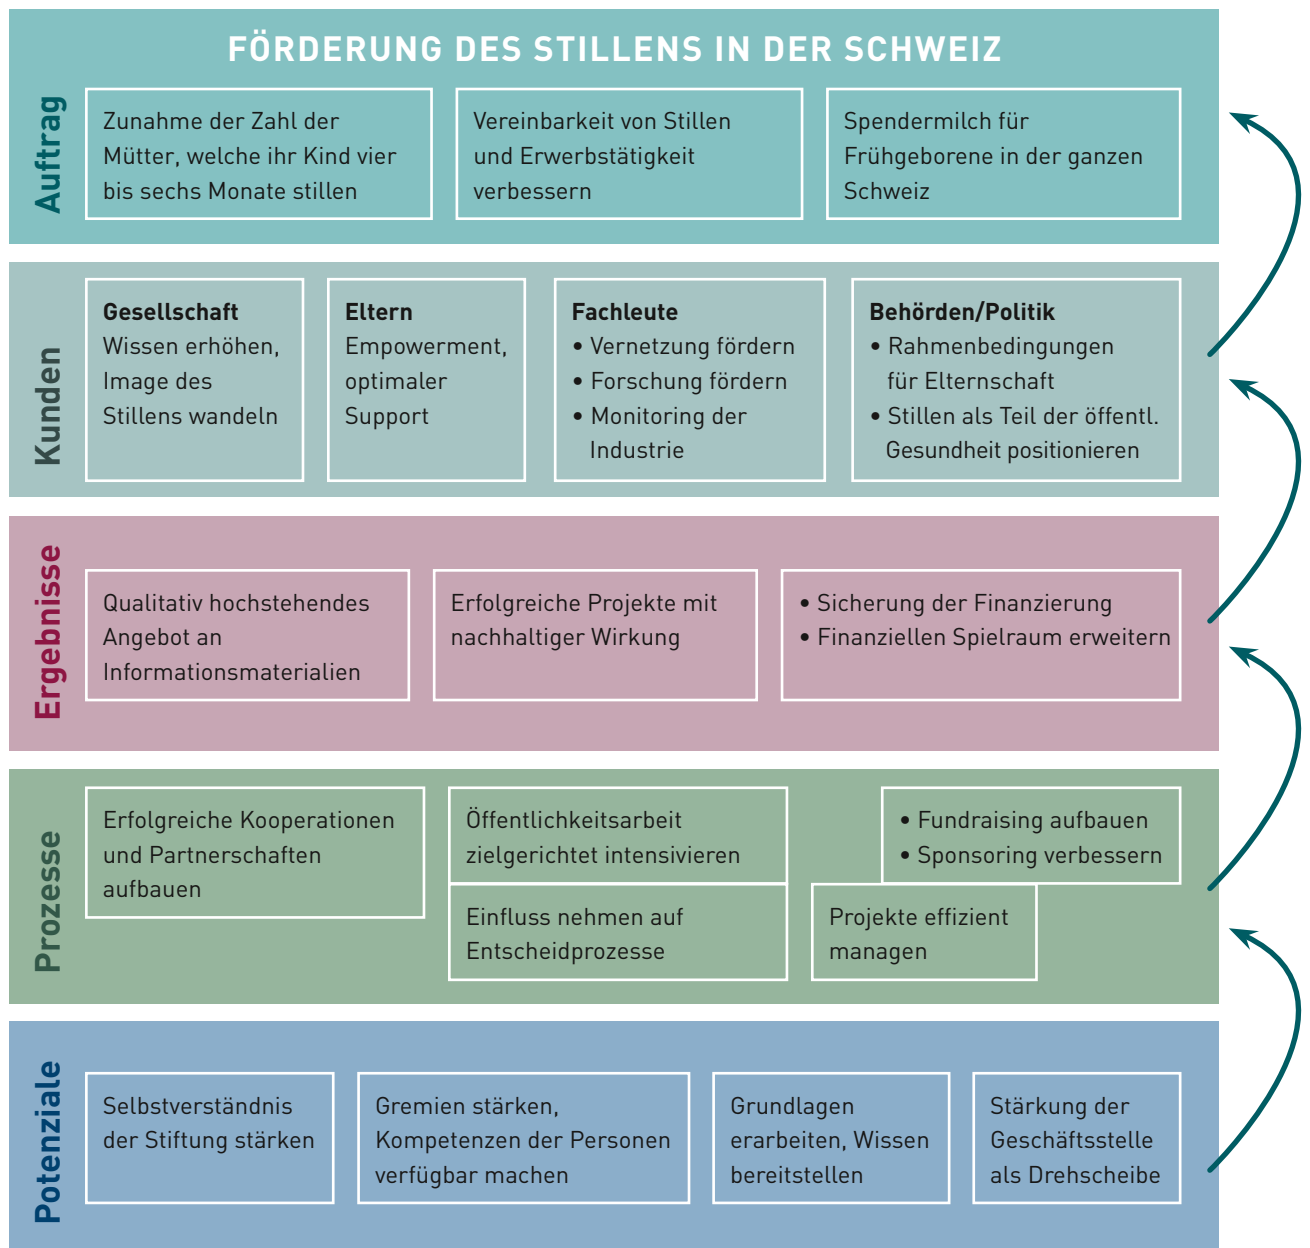 FÖRDERUNG DES STILLENS IN DER SCHWEIZ
Auftrag
Zunahme der Zahl der
Mütter, welche ihr Kind vier
bis sechs Monate stillen
Vereinbarkeit von Stillen
und Erwerbstätigkeit
verbessern
Spendermilch für
Frühgeborene in der ganzen
Schweiz
Kunden
Gesellschaft
Wissen erhöhen,
Image des
Stillens wandeln
Eltern
Empowerment,
optimaler
Support
Fachleute
• Vernetzung fördern
• Forschung fördern
• Monitoring der
Industrie
Behörden/Politik
• Rahmenbedingungen
für Elternschaft
• Stillen als Teil der öffentl.
Gesundheit positionieren
Ergebnisse
Qualitativ hochstehendes
Angebot an
Informationsmaterialien
Erfolgreiche Projekte mit
nachhaltiger Wirkung
• Sicherung der Finanzierung
• Finanziellen Spielraum erweitern
Prozesse
Erfolgreiche Kooperationen
und Partnerschaften
aufbauen
Öffentlichkeitsarbeit
zielgerichtet intensivieren
Einfluss nehmen auf
Entscheidprozesse
• Fundraising aufbauen
• Sponsoring verbessern
Projekte effizient
managen
Potenziale
Selbstverständnis
der Stiftung stärken
Gremien stärken,
Kompetenzen der Personen
verfügbar machen
Grundlagen
erarbeiten, Wissen
bereitstellen
Stärkung der
Geschäftsstelle
als Drehscheibe